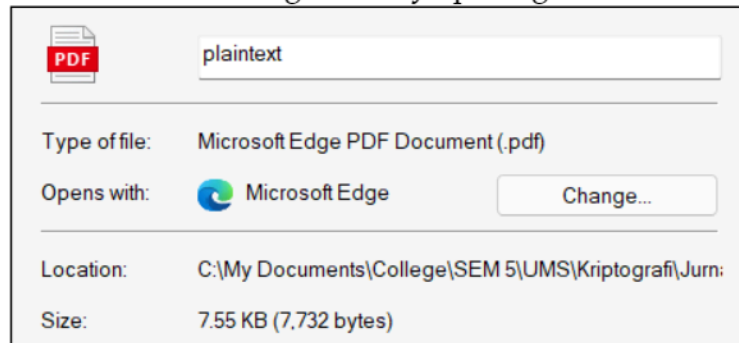 PDF
plaintext
Type of file: Microsoft Edge PDF Document (.pdf)
Opens with: Microsoft Edge Change...
Location: C:\My Documents\College\SEM 5\UMS\Kriptografi\Jurna
Size: 7.55 KB (7,732 bytes)